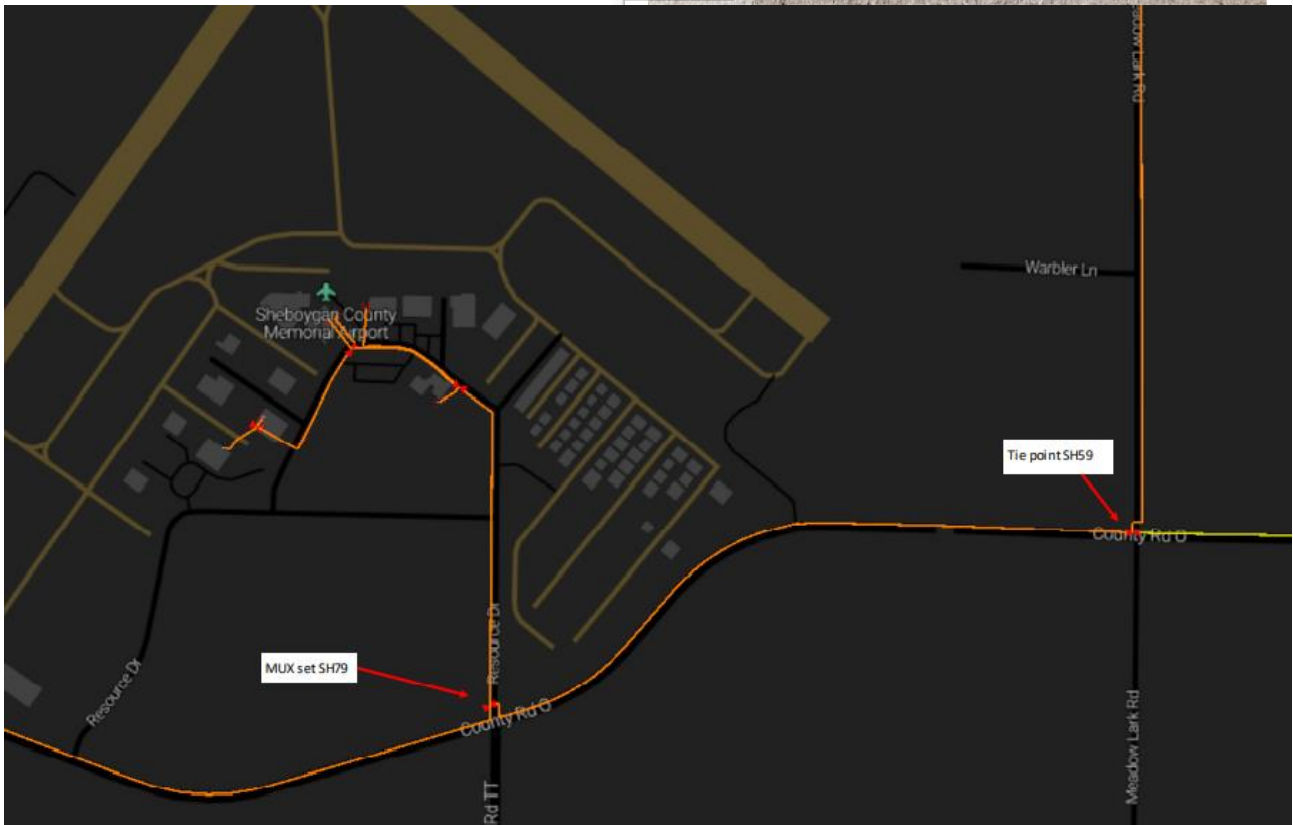 Meadow Lark Rd
Warbler Ln
Sheboygan County
Memorial Airport
Tie point SH59
County Rd O
Resource Dr
MUX set SH79
Resource Dr
County Rd O
Meadow Lark Rd
Rd TT